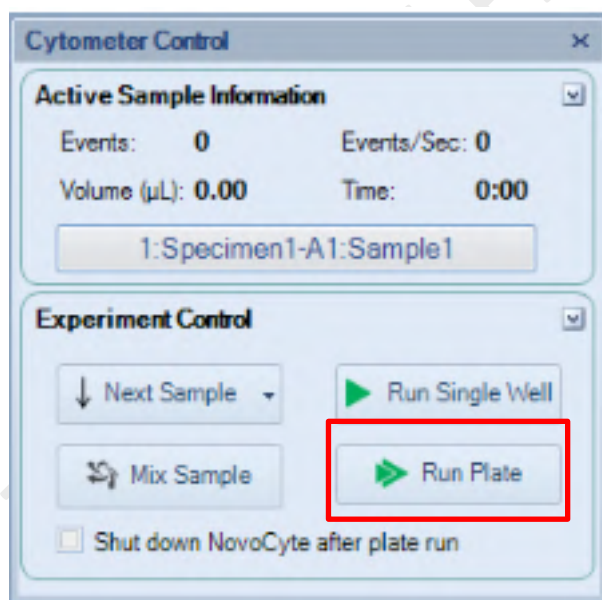 Cytometer Control
Active Sample Information
Events: 0 Events/Sec: 0
Volume (µL): 0.00 Time: 0:00
1:Specimen1-A1:Sample1
Experiment Control
Next Sample Run Single Well
Mix Sample Run Plate
Shut down NovoCyte after plate run